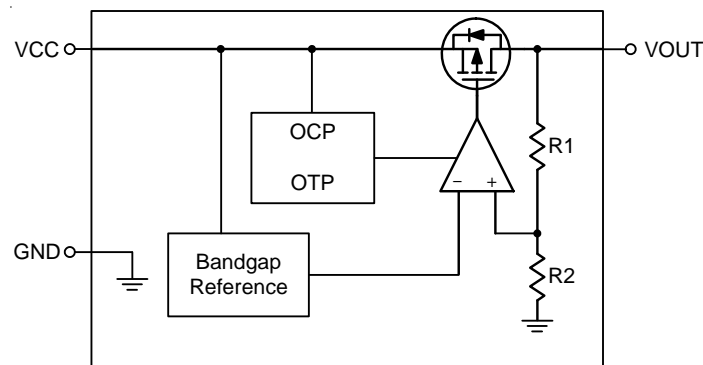 VCC
VOUT
OCP
R1
OTP
− +
GND
Bandgap
Reference
R2